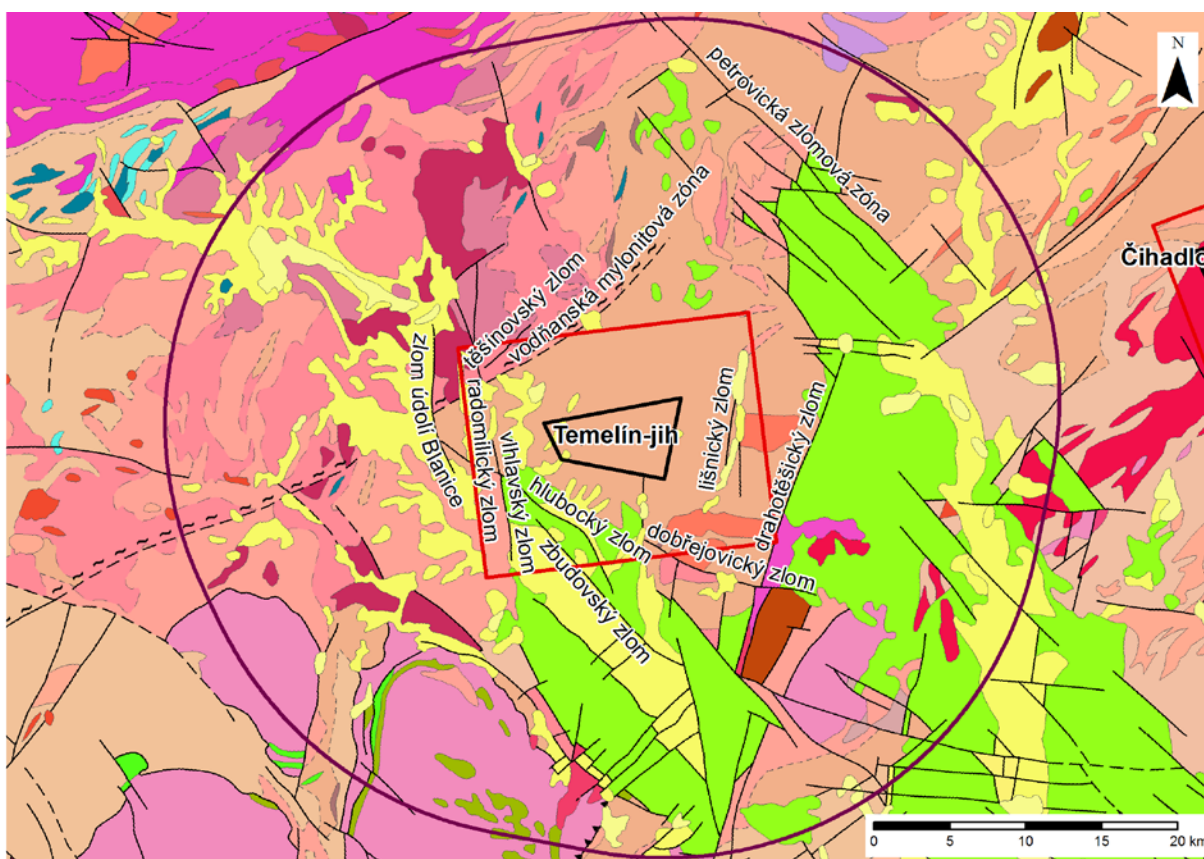 N
petrovická zlomová zóna
Čihadlo
těšínovský zlom
vodňanská mylonitová zóna
zlom údolí Blanice
radomilický zlom
vlhlavský zlom
Temelín-jih
lišnický zlom
drahotěšický zlom
hlubocký zlom
zbudovský zlom
dobřejovický zlom
0 5 10 15 20 km